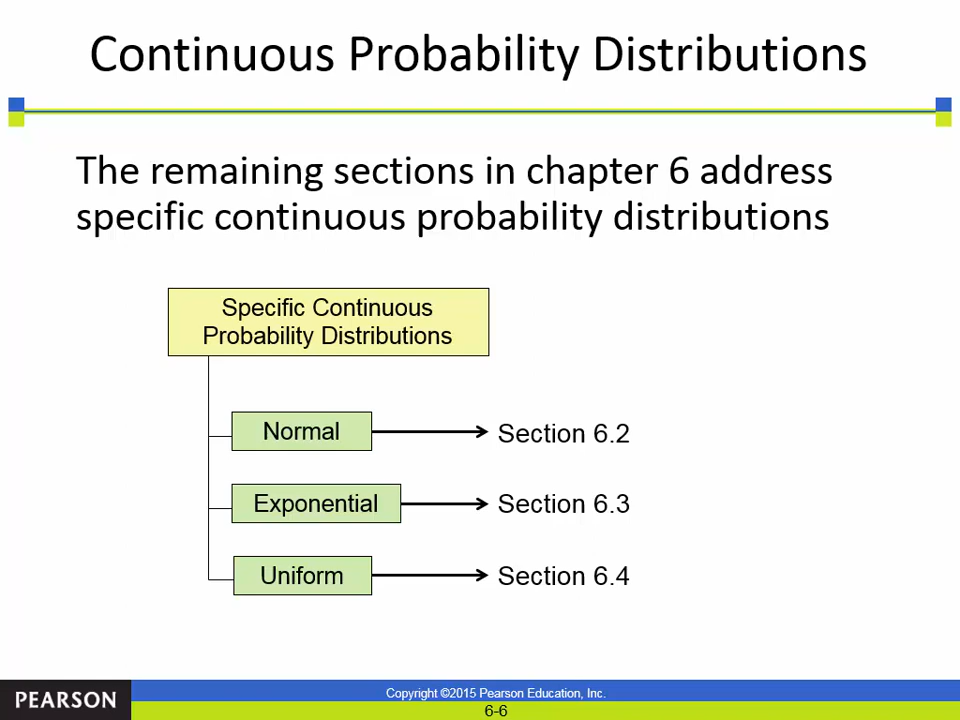 Continuous Probability Distributions
The remaining sections in chapter 6 address
specific continuous probability distributions
Specific Continuous
Probability Distributions
Normal
Section 6.2
Exponential
Section 6.3
Uniform
Section 6.4
PEARSON
Copyright ©2015 Pearson Education, Inc.
6-6